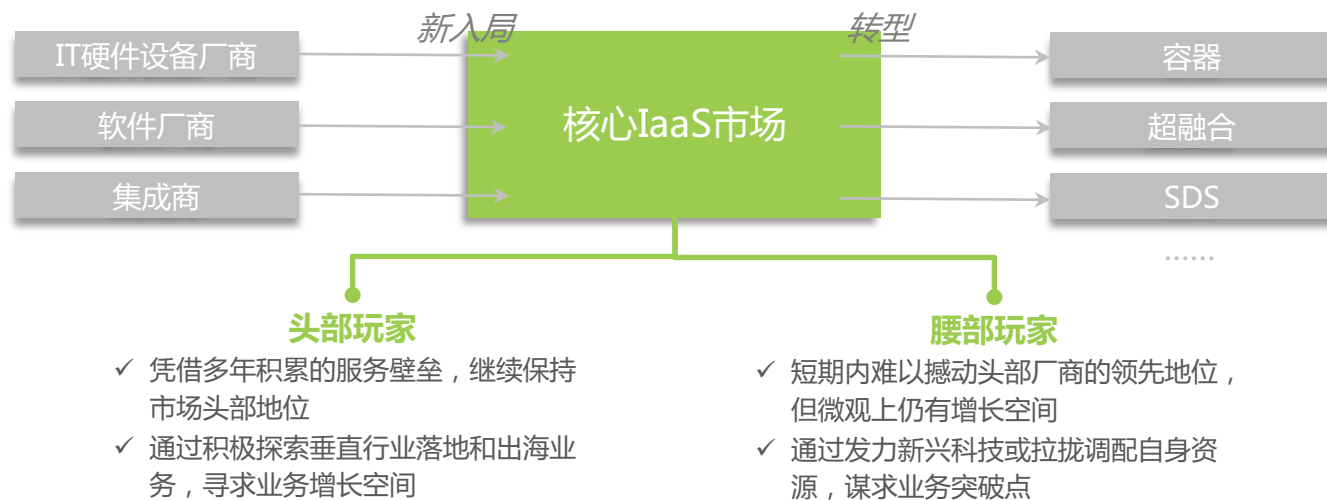 新入局
转型
IT硬件设备厂商
容器
软件厂商
核心IaaS市场
超融合
集成商
SDS
……
头部玩家
腰部玩家
✓ 凭借多年积累的服务壁垒，继续保持
市场头部地位
✓ 通过积极探索垂直行业落地和出海业
务，寻求业务增长空间
✓ 短期内难以撼动头部厂商的领先地位，
但微观上仍有增长空间
✓ 通过发力新兴科技或拉拢调配自身资
源，谋求业务突破点